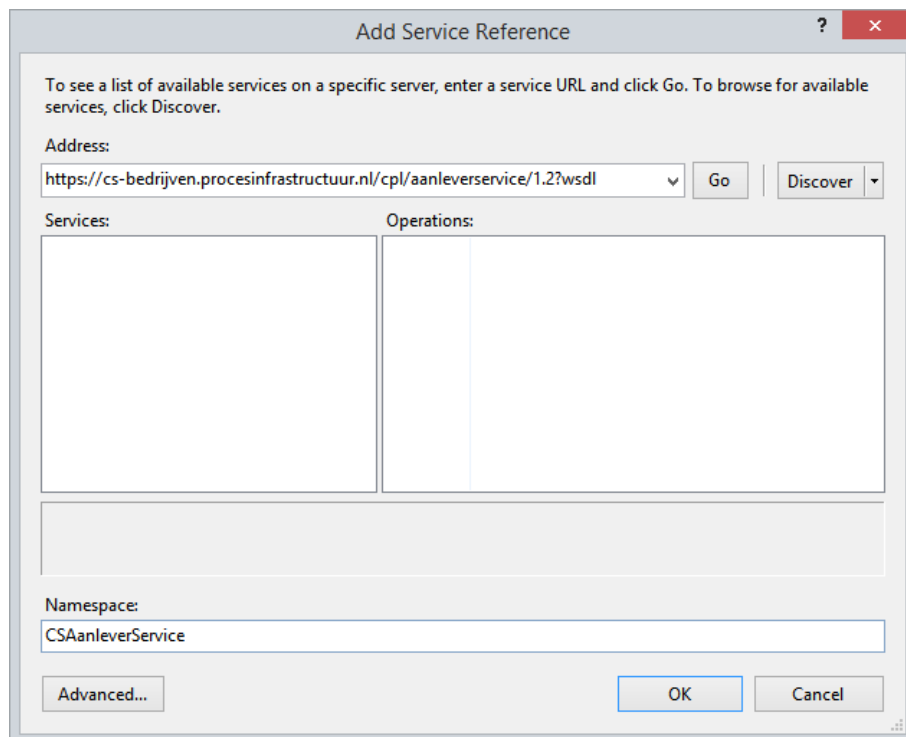 Add Service Reference
?
To see a list of available services on a specific server, enter a service URL and click Go. To browse for available
services, click Discover.
Address:
https://cs-bedrijven.procesinfrastructuur.nl/cpl/aanleverservice/1.2?wsdl
Go
Discover
Services:
Operations:
Namespace:
CSAanleverService
Advanced...
OK
Cancel